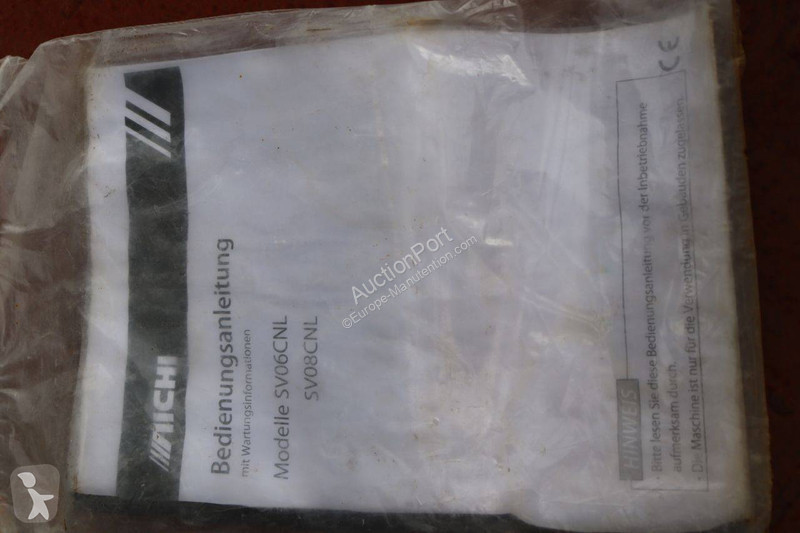 AICHI
Bedienungsanleitung
mit Wartungsinformationen
Modelle SV06CNL
SV08CNL
HINWEIS
- Bitte lesen Sie diese Bedienungsanleitung vor der Inbetriebnahme
aufmerksam durch.
- Die Maschine ist nur für die Verwendung in Gebäuden zugelassen.
CE
AuctionPort
©Europe-Manutention.com